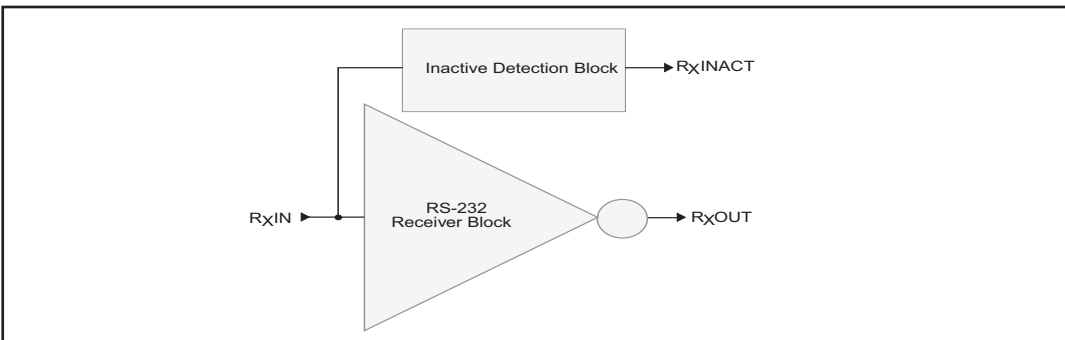 Inactive Detection Block
RXINACT
RS-232
Receiver Block
RXIN
RXOUT